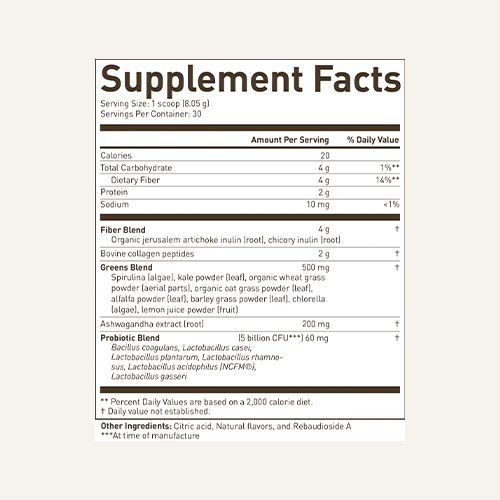 Supplement Facts
Serving Size: 1 scoop (8.05 g)
Servings Per Container: 30
Amount Per Serving % Daily Value
Calories 20
Total Carbohydrate 4 g 1%**
Dietary Fiber 4 g 14%**
Protein 2 g
Sodium 10 mg <1%
Fiber Blend 4 g †
Organic jerusalem artichoke inulin (root), chicory inulin (root)
Bovine collagen peptides 2 g †
Greens Blend 500 mg †
Spirulina (algae), kale powder (leaf), organic wheat grass
powder (aerial parts), organic oat grass powder (leaf),
alfalfa powder (leaf), barley grass powder (leaf), chlorella
(algae), lemon juice powder (fruit)
Ashwagandha extract (root) 200 mg †
Probiotic Blend (5 billion CFU***) 60 mg †
Bacillus coagulans, Lactobacillus casei,
Lactobacillus plantarum, Lactobacillus rhamno-
sus, Lactobacillus acidophilus (NCFM®),
Lactobacillus gasseri
** Percent Daily Values are based on a 2,000 calorie diet.
† Daily value not established.
Other Ingredients: Citric acid, Natural flavors, and Rebaudioside A
***At time of manufacture